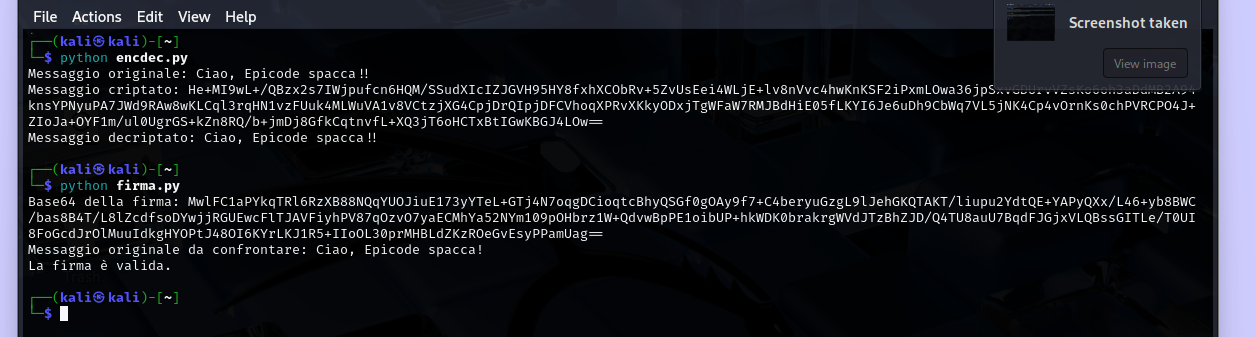 File Actions Edit View Help
Screenshot taken
View image
┌──(kali㉿kali)-[~]
└─$ python encdec.py
Messaggio originale: Ciao, Epicode spacca!!
Messaggio criptato: He+MI9wL+/QBzx2s7IWjpufcn6HQM/SSudXIcIZJGVH95HY8fxhXCObRv+5ZvUsEei4WLjE+lv8nVvc4hwKnKSF2iPxmLOwa36jpS
knsYPNyuPA7JWd9RAw8wKLCql3rqHN1vzFUuk4MLWuVA1v8VCtzjXG4CpjDrQIpjDFCVhoqXPRvXKkyODxjTgWFaW7RMJBdHiE05fLKYI6Je6uDh9CbWq7VL5jNK4Cp4vOrnKs0chPVRCPO4J+
ZIoJa+OYF1m/ul0UgrGS+kZn8RQ/b+jmDj8GfkCqtnvfL+XQ3jT6oHCTxBtIGwKBGJ4LOw==
Messaggio decriptato: Ciao, Epicode spacca!!
┌──(kali㉿kali)-[~]
└─$ python firma.py
Base64 della firma: MwlFC1aPYkqTRl6RzXB88NQqYUOJiuE173yYTeL+GTj4N7oqgDCioqtcBhyQSGf0gOAy9f7+C4beryuGzgL9lJehGKQTAKT/liupu2YdtQE+YAPyQXx/L46+yb8BWC
/bas8B4T/L8lZcdfsoDYwjjRGUEwcFlTJAVFiyhPV87qOzvO7yaECMhYa52NYm109pOHbrz1W+QdvwBpPE1oibUP+hkWDK0brakrgWVdJTzBhZJD/Q4TU8auU7BqdFJGjxVLQBssGITLe/T0UI
8FoGcdJrOlMuuIdkgHYOPtJ48OI6KYrLKJ1R5+IIoOL30prMHBLdZKzROeGvEsyPPamUag==
Messaggio originale da confrontare: Ciao, Epicode spacca!
La firma è valida.
┌──(kali㉿kali)-[~]
└─$